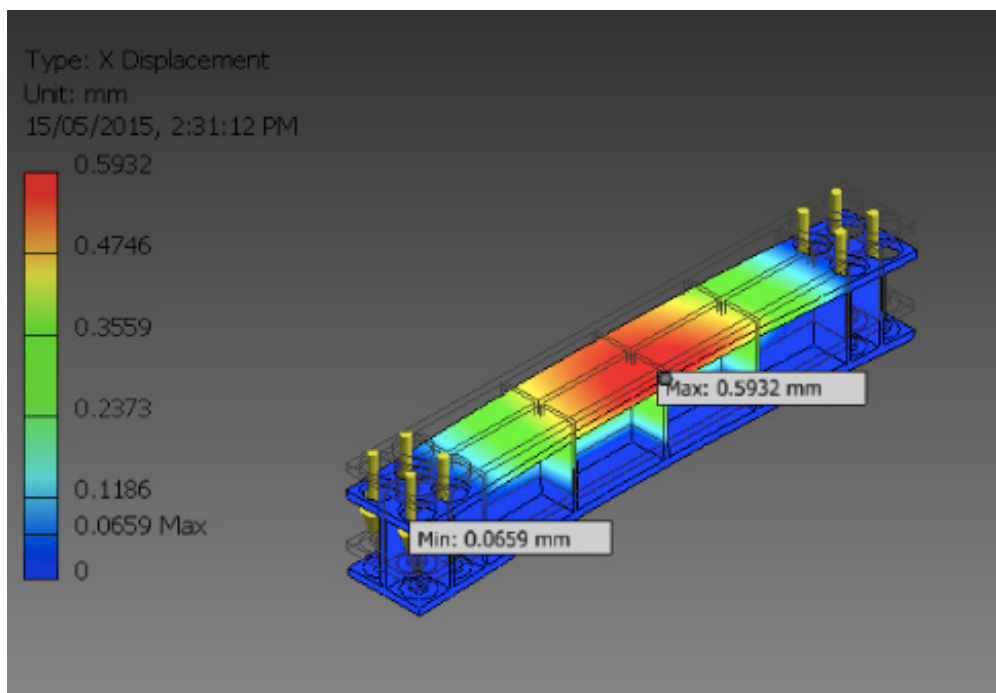 Type: X Displacement
Unit: mm
15/05/2015, 2:31:12 PM
0.5932
0.4746
0.3559
0.2373
0.1186
0.0659 Max
0
Max: 0.5932 mm
Min: 0.0659 mm